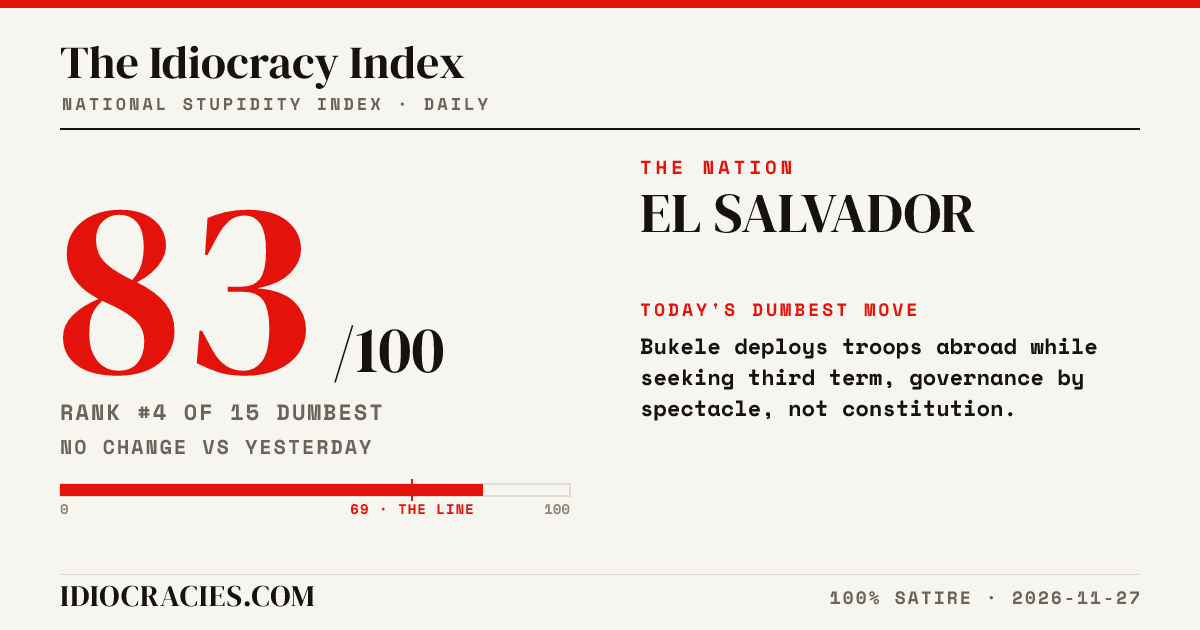 The Idiocracy Index
NATIONAL STUPIDITY INDEX · DAILY
83 /100
RANK #4 OF 15 DUMBEST
NO CHANGE VS YESTERDAY
0
69 · THE LINE
100
THE NATION
EL SALVADOR
TODAY'S DUMBEST MOVE
Bukele deploys troops abroad while
seeking third term, governance by
spectacle, not constitution.
IDIOCRACIES.COM
100% SATIRE · 2026-11-27